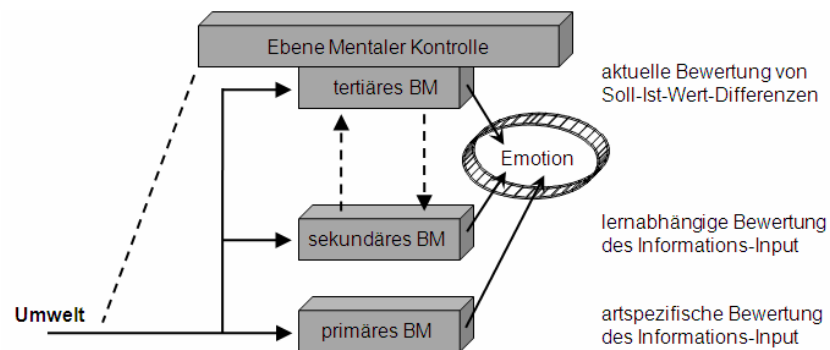 Ebene Mentaler Kontrolle
tertiäres BM
aktuelle Bewertung von
Soll-Ist-Wert-Differenzen
Emotion
sekundäres BM
lernabhängige Bewertung
des Informations-Input
Umwelt
primäres BM
artspezifische Bewertung
des Informations-Input